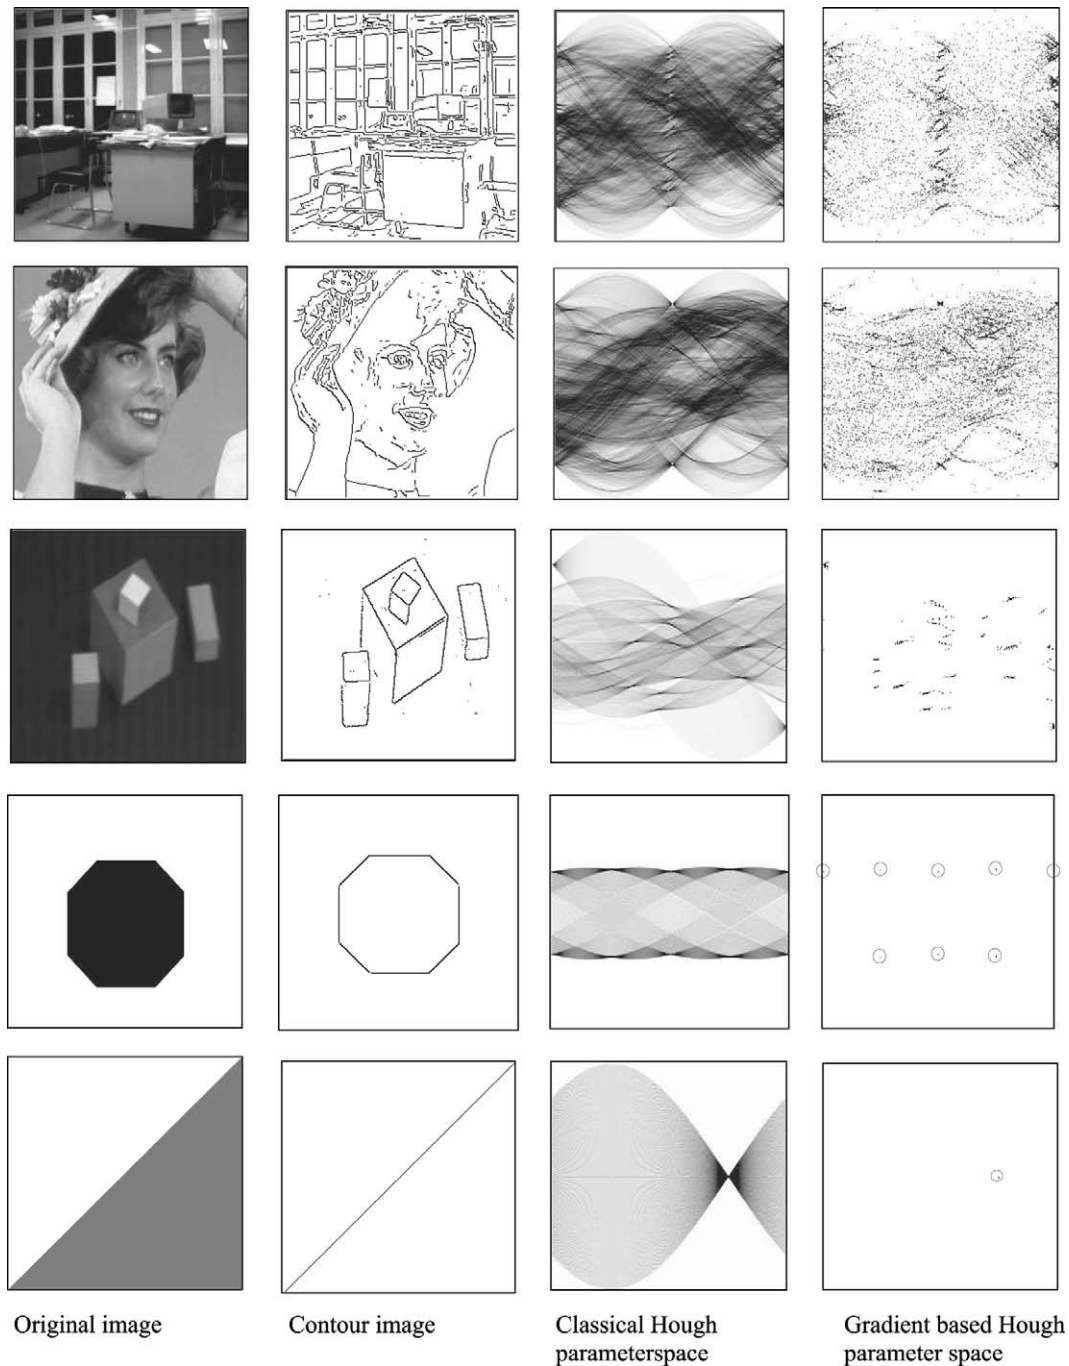 Original image
Contour image
Classical Hough
parameterspace
Gradient based Hough
parameter space